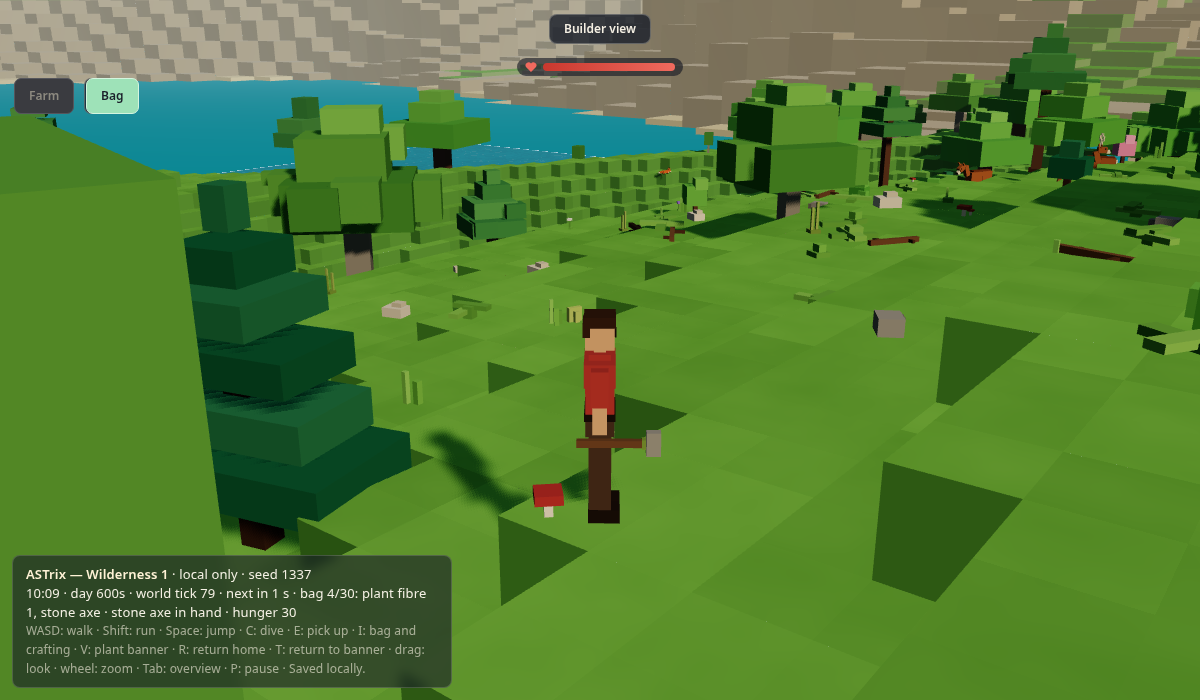 Builder view
Farm
Bag
ASTrix — Wilderness 1 · local only · seed 1337
10:09 · day 600s · world tick 79 · next in 1 s · bag 4/30: plant fibre
1, stone axe · stone axe in hand · hunger 30
WASD: walk · Shift: run · Space: jump · C: dive · E: pick up · I: bag and
crafting · V: plant banner · R: return home · T: return to banner · drag:
look · wheel: zoom · Tab: overview · P: pause · Saved locally.